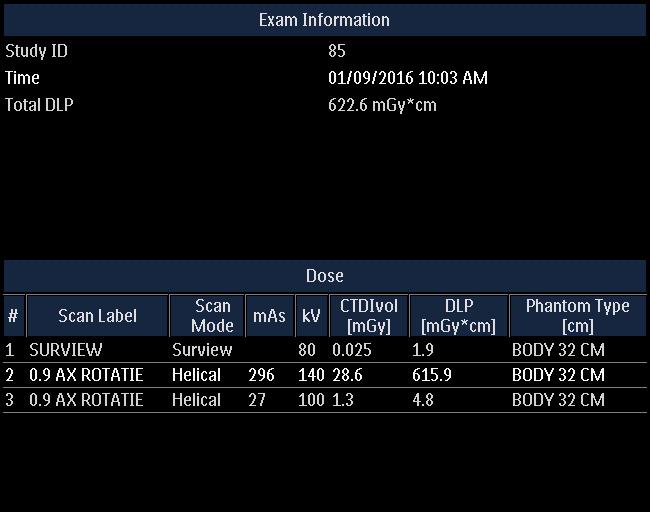 Exam Information
Study ID 85
Time 01/09/2016 10:03 AM
Total DLP 622.6 mGy*cm
Dose
# Scan Label Scan Mode mAs kV CTDIvol [mGy] DLP [mGy*cm] Phantom Type [cm]
1 SURVIEW Surview 80 0.025 1.9 BODY 32 CM
2 0.9 AX ROTATIE Helical 296 140 28.6 615.9 BODY 32 CM
3 0.9 AX ROTATIE Helical 27 100 1.3 4.8 BODY 32 CM